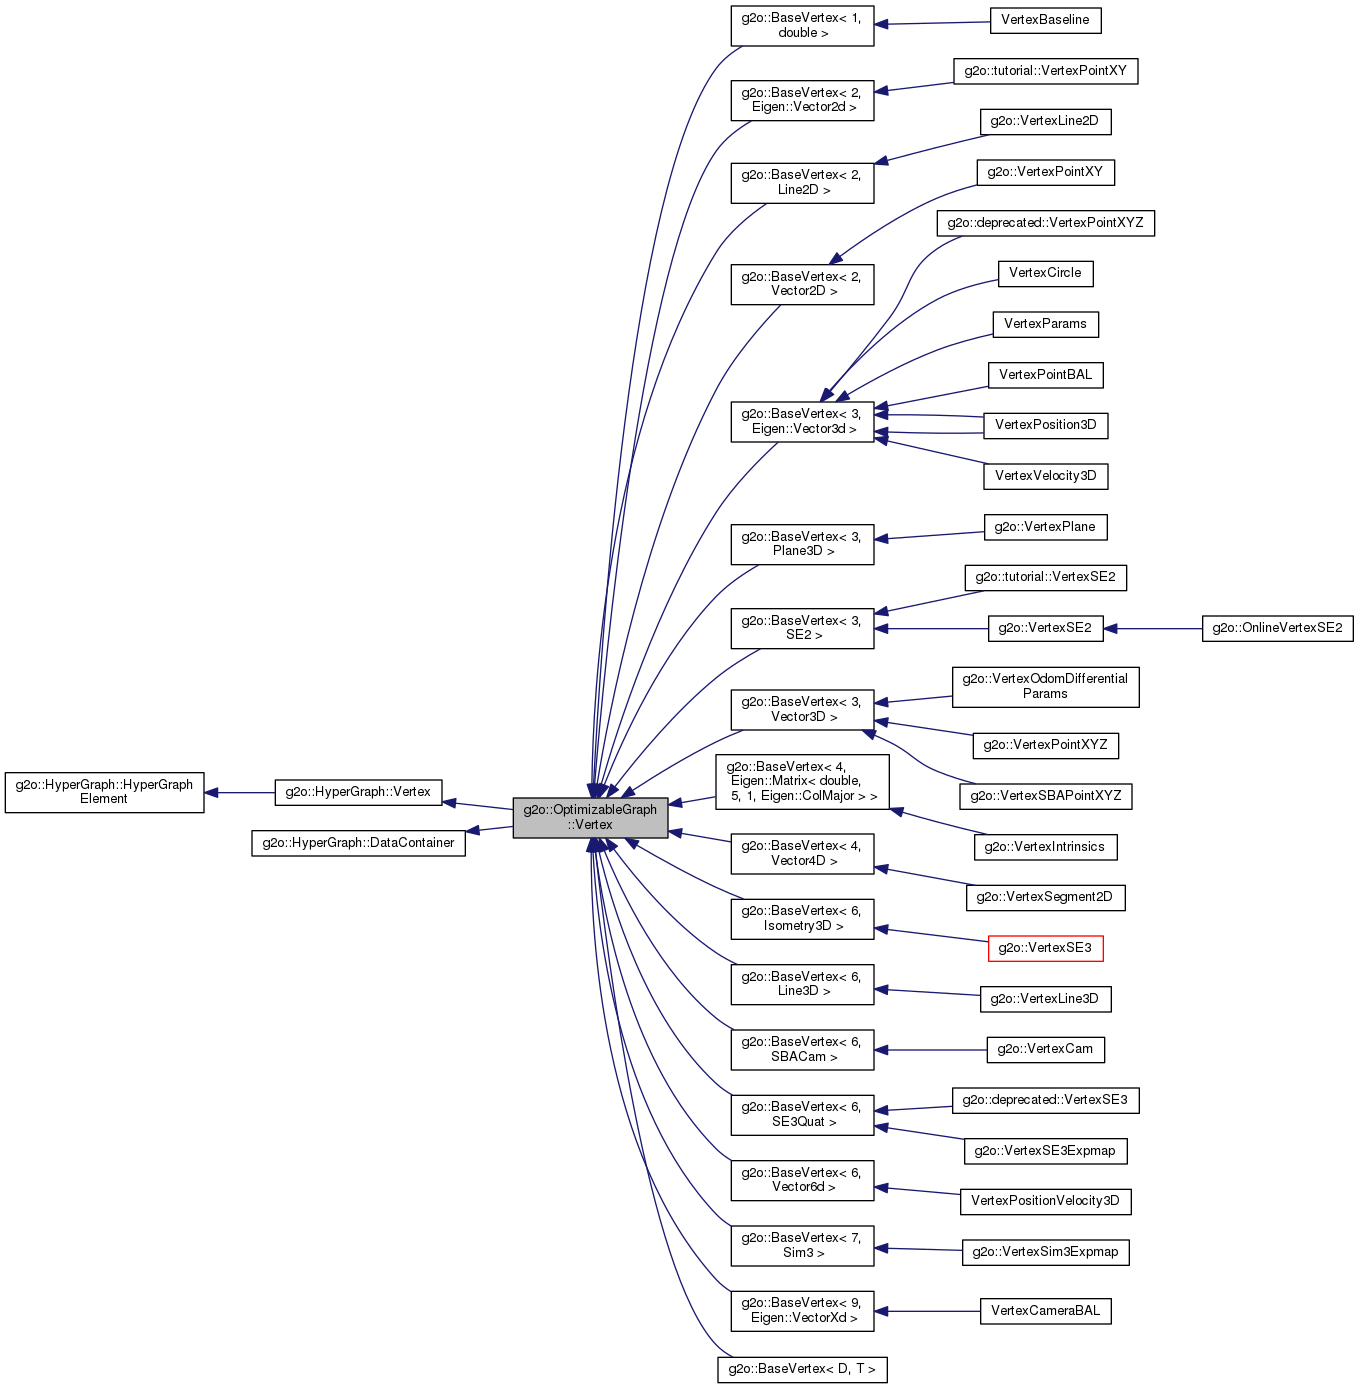 g2o::HyperGraph::HyperGraph
Element
g2o::HyperGraph::Vertex
g2o::HyperGraph::DataContainer
g2o::OptimizableGraph
::Vertex
g2o::BaseVertex< 1,
double >
VertexBaseline
g2o::BaseVertex< 2,
Eigen::Vector2d >
g2o::tutorial::VertexPointXY
g2o::BaseVertex< 2,
Line2D >
g2o::VertexLine2D
g2o::BaseVertex< 2,
Vector2D >
g2o::VertexPointXY
g2o::BaseVertex< 3,
Eigen::Vector3d >
g2o::deprecated::VertexPointXYZ
VertexCircle
VertexParams
VertexPointBAL
VertexPosition3D
VertexVelocity3D
g2o::BaseVertex< 3,
Plane3D >
g2o::VertexPlane
g2o::BaseVertex< 3,
SE2 >
g2o::tutorial::VertexSE2
g2o::VertexSE2
g2o::OnlineVertexSE2
g2o::BaseVertex< 3,
Vector3D >
g2o::VertexOdomDifferential
Params
g2o::VertexPointXYZ
g2o::VertexSBAPointXYZ
g2o::BaseVertex< 4,
Eigen::Matrix< double,
5, 1, Eigen::ColMajor > >
g2o::VertexIntrinsics
g2o::BaseVertex< 4,
Vector4D >
g2o::VertexSegment2D
g2o::BaseVertex< 6,
Isometry3D >
g2o::VertexSE3
g2o::BaseVertex< 6,
Line3D >
g2o::VertexLine3D
g2o::BaseVertex< 6,
SBACam >
g2o::VertexCam
g2o::BaseVertex< 6,
SE3Quat >
g2o::deprecated::VertexSE3
g2o::VertexSE3Expmap
g2o::BaseVertex< 6,
Vector6d >
VertexPositionVelocity3D
g2o::BaseVertex< 7,
Sim3 >
g2o::VertexSim3Expmap
g2o::BaseVertex< 9,
Eigen::VectorXd >
VertexCameraBAL
g2o::BaseVertex< D, T >